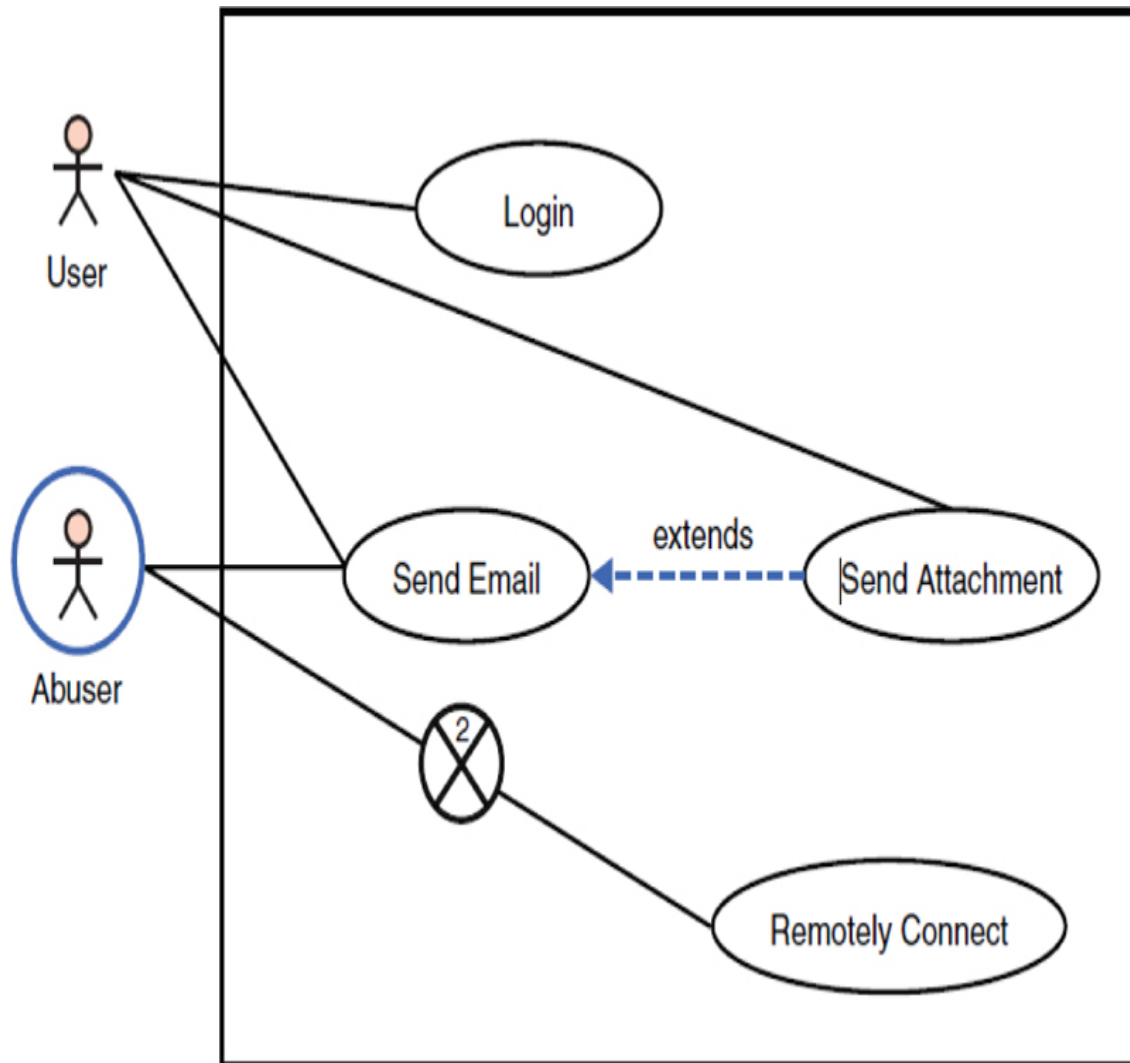 Login
User
extends
Send Email
Send Attachment
Abuser
2
Remotely Connect